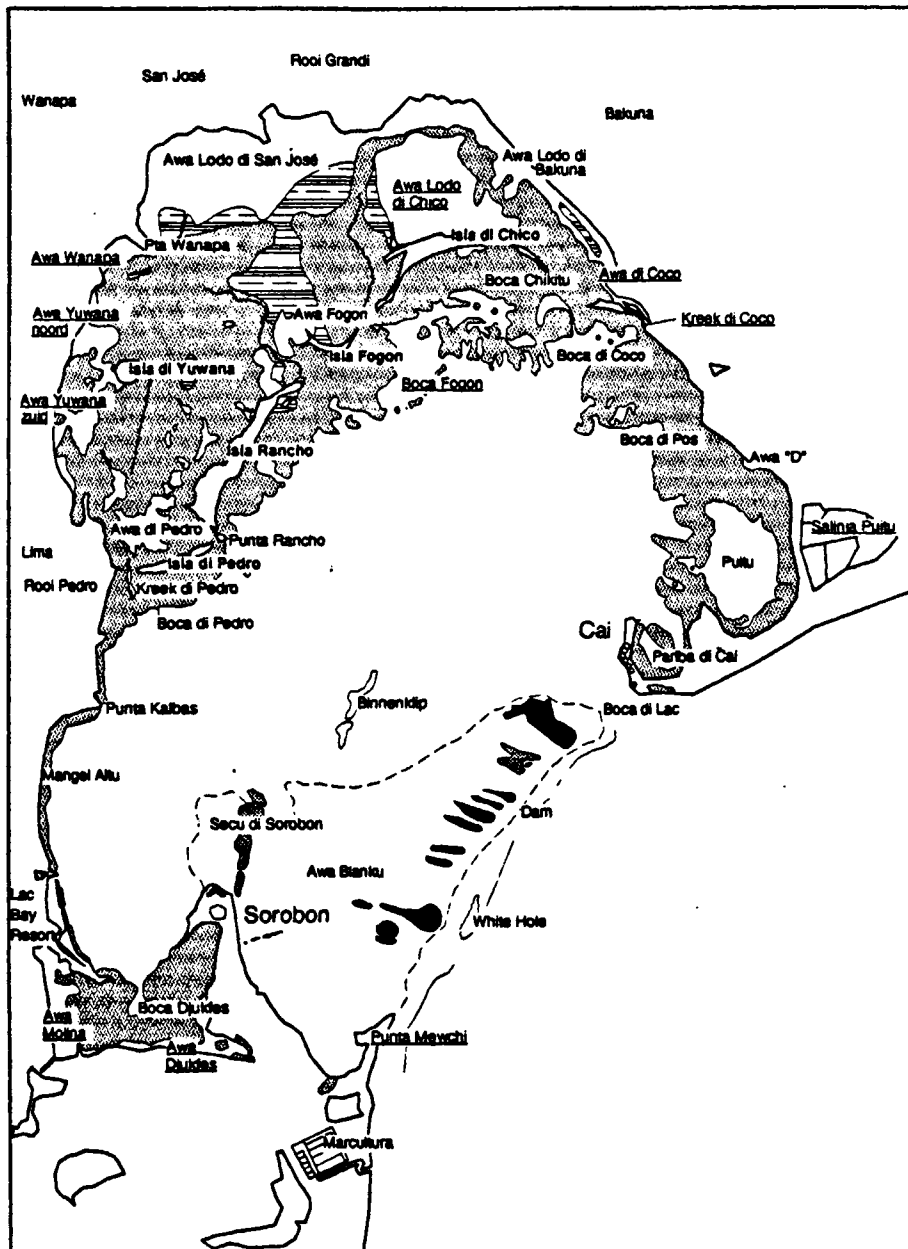 Rooi Grandi
San José
Wanapa
Bakuna
Awa Lodo di San José
Awa Lodo di
Bakuna
Awa Lodo
di Chico
Isla di Chico
Pta Wanapa
Awa Wanapa
Boca Chikitu
Awa di Coco
Awa Yuwana
noord
Awa Fogon
Kreek di Coco
Isla Fogon
Boca di Coco
Isla di Yuwana
Boca Fogon
Awa Yuwana
zuid
Boca di Pos
Isla Rancho
Awa "D"
Awa di Pedro
Salinja Puitu
Punta Rancho
Lima
Isla di Pedro
Puitu
Rooi Pedro
Kreek di Pedro
Boca di Pedro
Cai
Pariba di Cai
Binnenklip
Boca di Lac
Punta Kalbas
Mangel Altu
Dam
Secu di Sorobon
Awa Blanku
Lac
Bay
Resort
Sorobon
White Hole
Boca Djuldes
Awa
Molina
Awa
Djuldes
Punta Mewchi
Marcultura